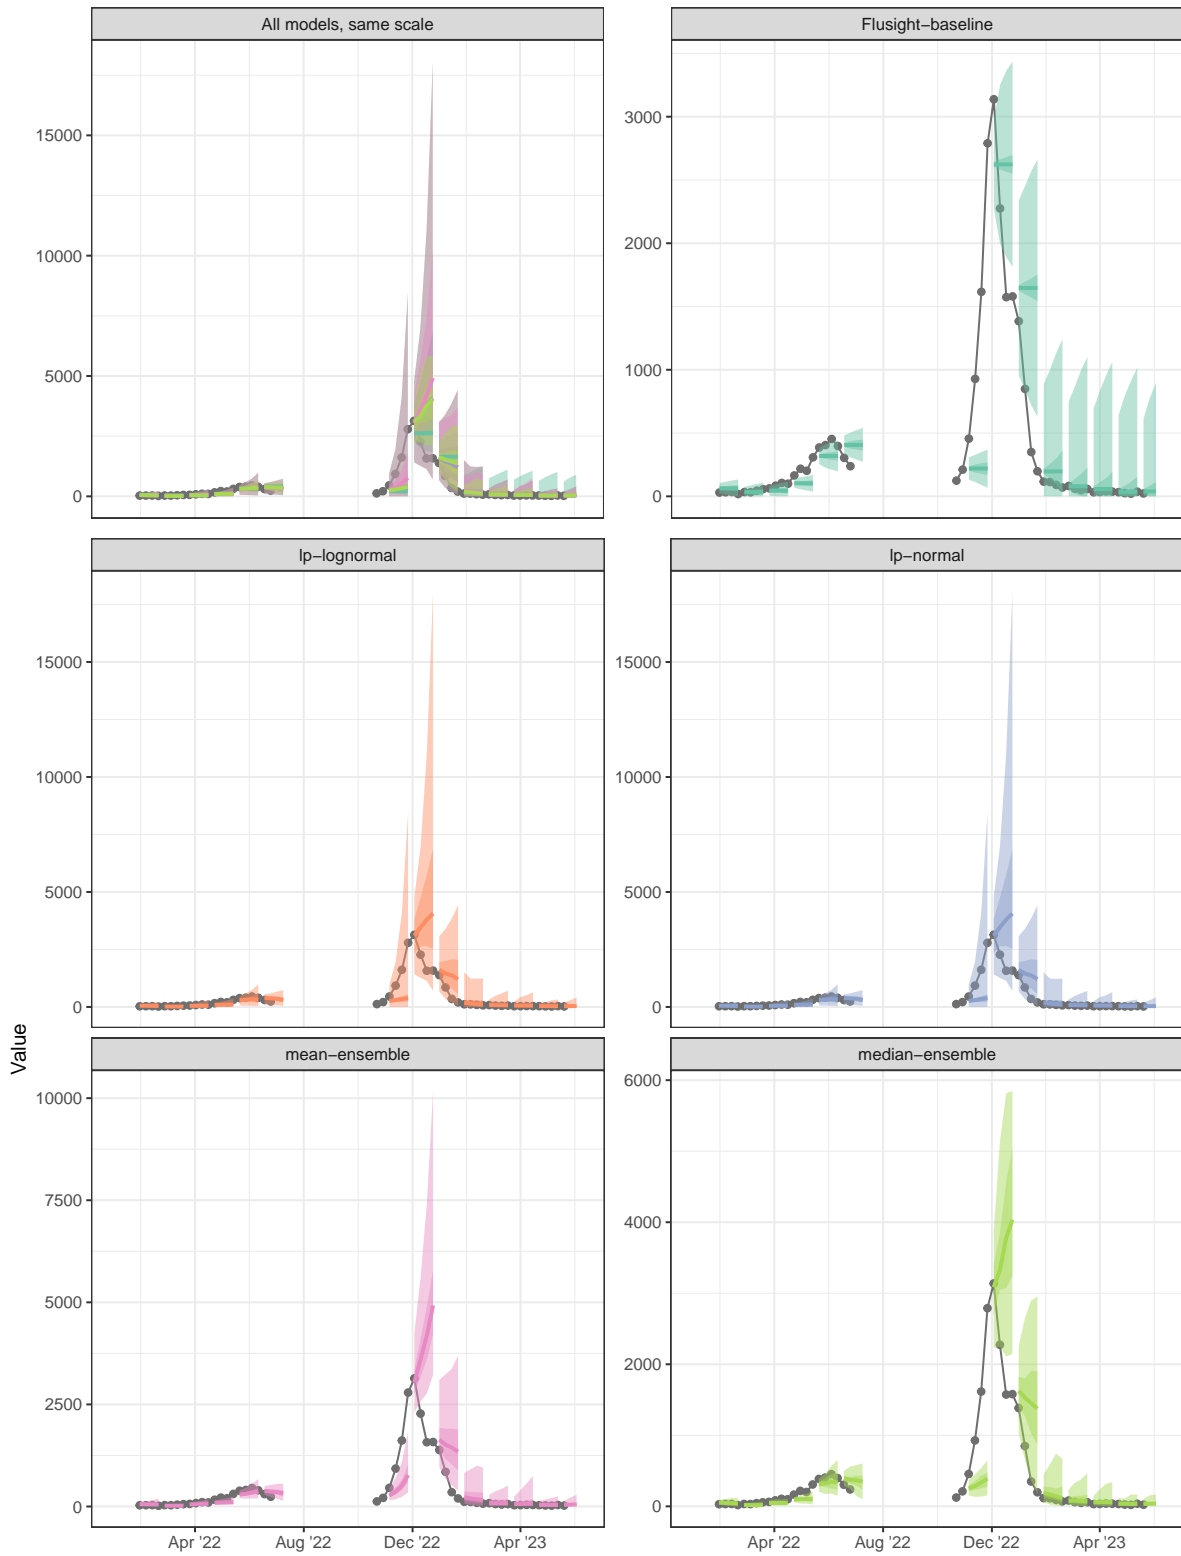 All models, same scale
Flusight−baseline
15000
10000
5000
0
3000
2000
1000
0
lp−lognormal
lp−normal
15000
10000
5000
0
15000
10000
5000
0
Value
mean−ensemble
median−ensemble
10000
7500
5000
2500
0
6000
4000
2000
0
Apr '22
Aug '22
Dec '22
Apr '23
Apr '22
Aug '22
Dec '22
Apr '23